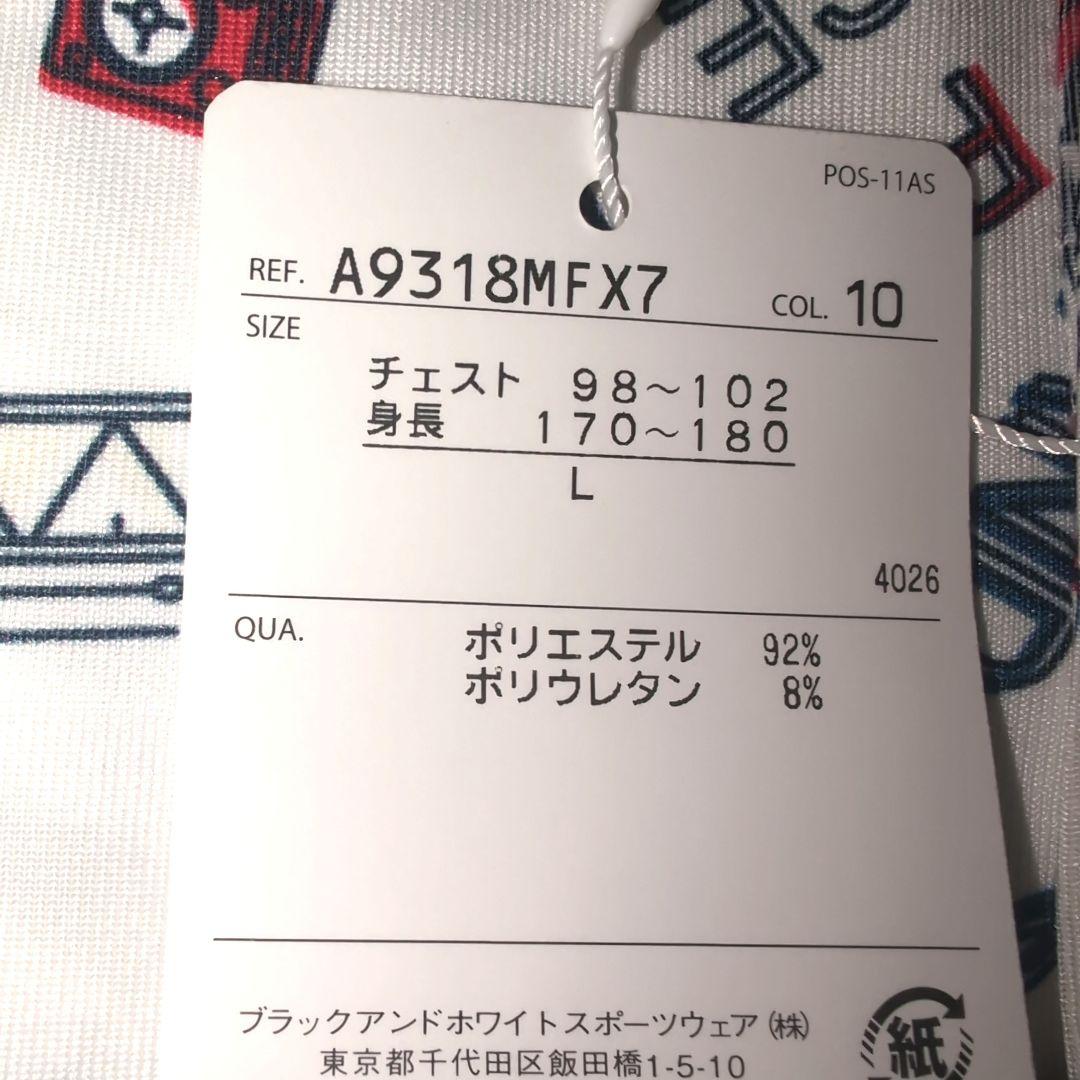 POS-11AS
REF. A9318MFX7 COL. 10
SIZE
チェスト 98～102
身長 170～180
L
4026
QUA. ポリエステル 92%
ポリウレタン 8%
ブラックアンドホワイトスポーツウェア㈱
東京都千代田区飯田橋1-5-10
紙